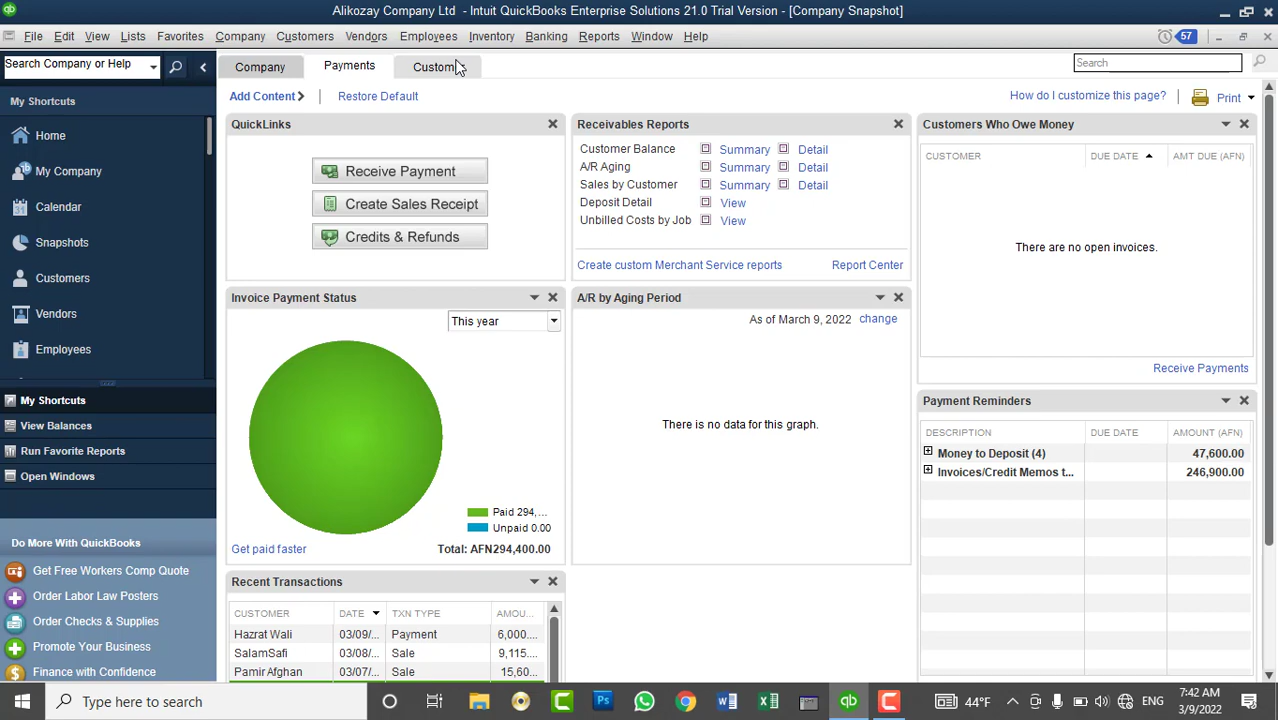 Alikozay Company Ltd - Intuit QuickBooks Enterprise Solutions 21.0 Trial Version - [Company Snapshot]
File Edit View Lists Favorites Company Customers Vendors Employees Inventory Banking Reports Window Help 57
Search Company or Help
Company Payments Custom Search
Add Content Restore Default How do I customize this page? Print
My Shortcuts
Home
My Company
Calendar
Snapshots
Customers
Vendors
Employees
My Shortcuts
View Balances
Run Favorite Reports
Open Windows
Do More With QuickBooks
Get Free Workers Comp Quote
Order Labor Law Posters
Order Checks & Supplies
Promote Your Business
Finance with Confidence
QuickLinks
Receive Payment
Create Sales Receipt
Credits & Refunds
Receivables Reports
Customer Balance Summary Detail
A/R Aging Summary Detail
Sales by Customer Summary Detail
Deposit Detail View
Unbilled Costs by Job View
Create custom Merchant Service reports Report Center
Customers Who Owe Money
CUSTOMER DUE DATE AMT DUE (AFN)
There are no open invoices.
Receive Payments
Invoice Payment Status
This year
Paid 294,...
Unpaid 0.00
Get paid faster Total: AFN294,400.00
A/R by Aging Period
As of March 9, 2022 change
There is no data for this graph.
Payment Reminders
DESCRIPTION DUE DATE AMOUNT (AFN)
Money to Deposit (4) 47,600.00
Invoices/Credit Memos t... 246,900.00
Recent Transactions
CUSTOMER DATE TXN TYPE AMOU...
Hazrat Wali 03/09/... Payment 6,000....
SalamSafi 03/08/... Sale 9,115....
Pamir Afghan 03/07/... Sale 15,60...
Type here to search
44°F ENG 7:42 AM
3/9/2022